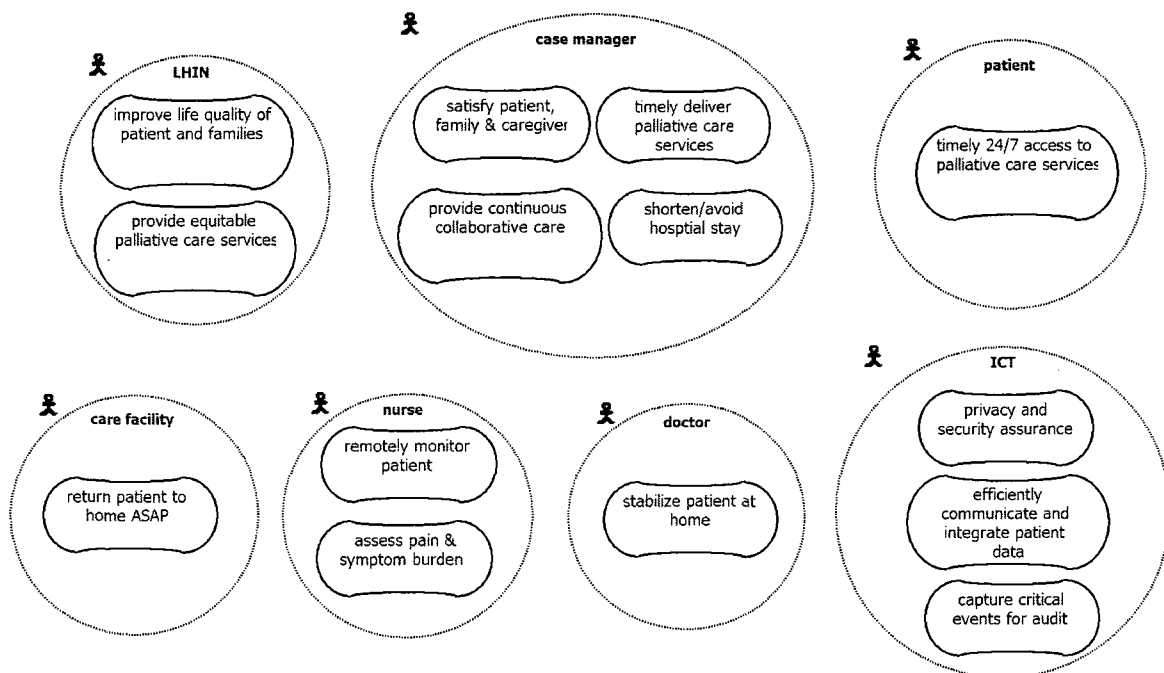 LHIN
improve life quality of
patient and families
provide equitable
palliative care services
case manager
satisfy patient,
family & caregiver
timely deliver
palliative care
services
provide continuous
collaborative care
shorten/avoid
hosptial stay
patient
timely 24/7 access to
palliative care services
care facility
return patient to
home ASAP
nurse
remotely monitor
patient
assess pain &
symptom burden
doctor
stabilize patient at
home
ICT
privacy and
security assurance
efficiently
communicate and
integrate patient
data
capture critical
events for audit